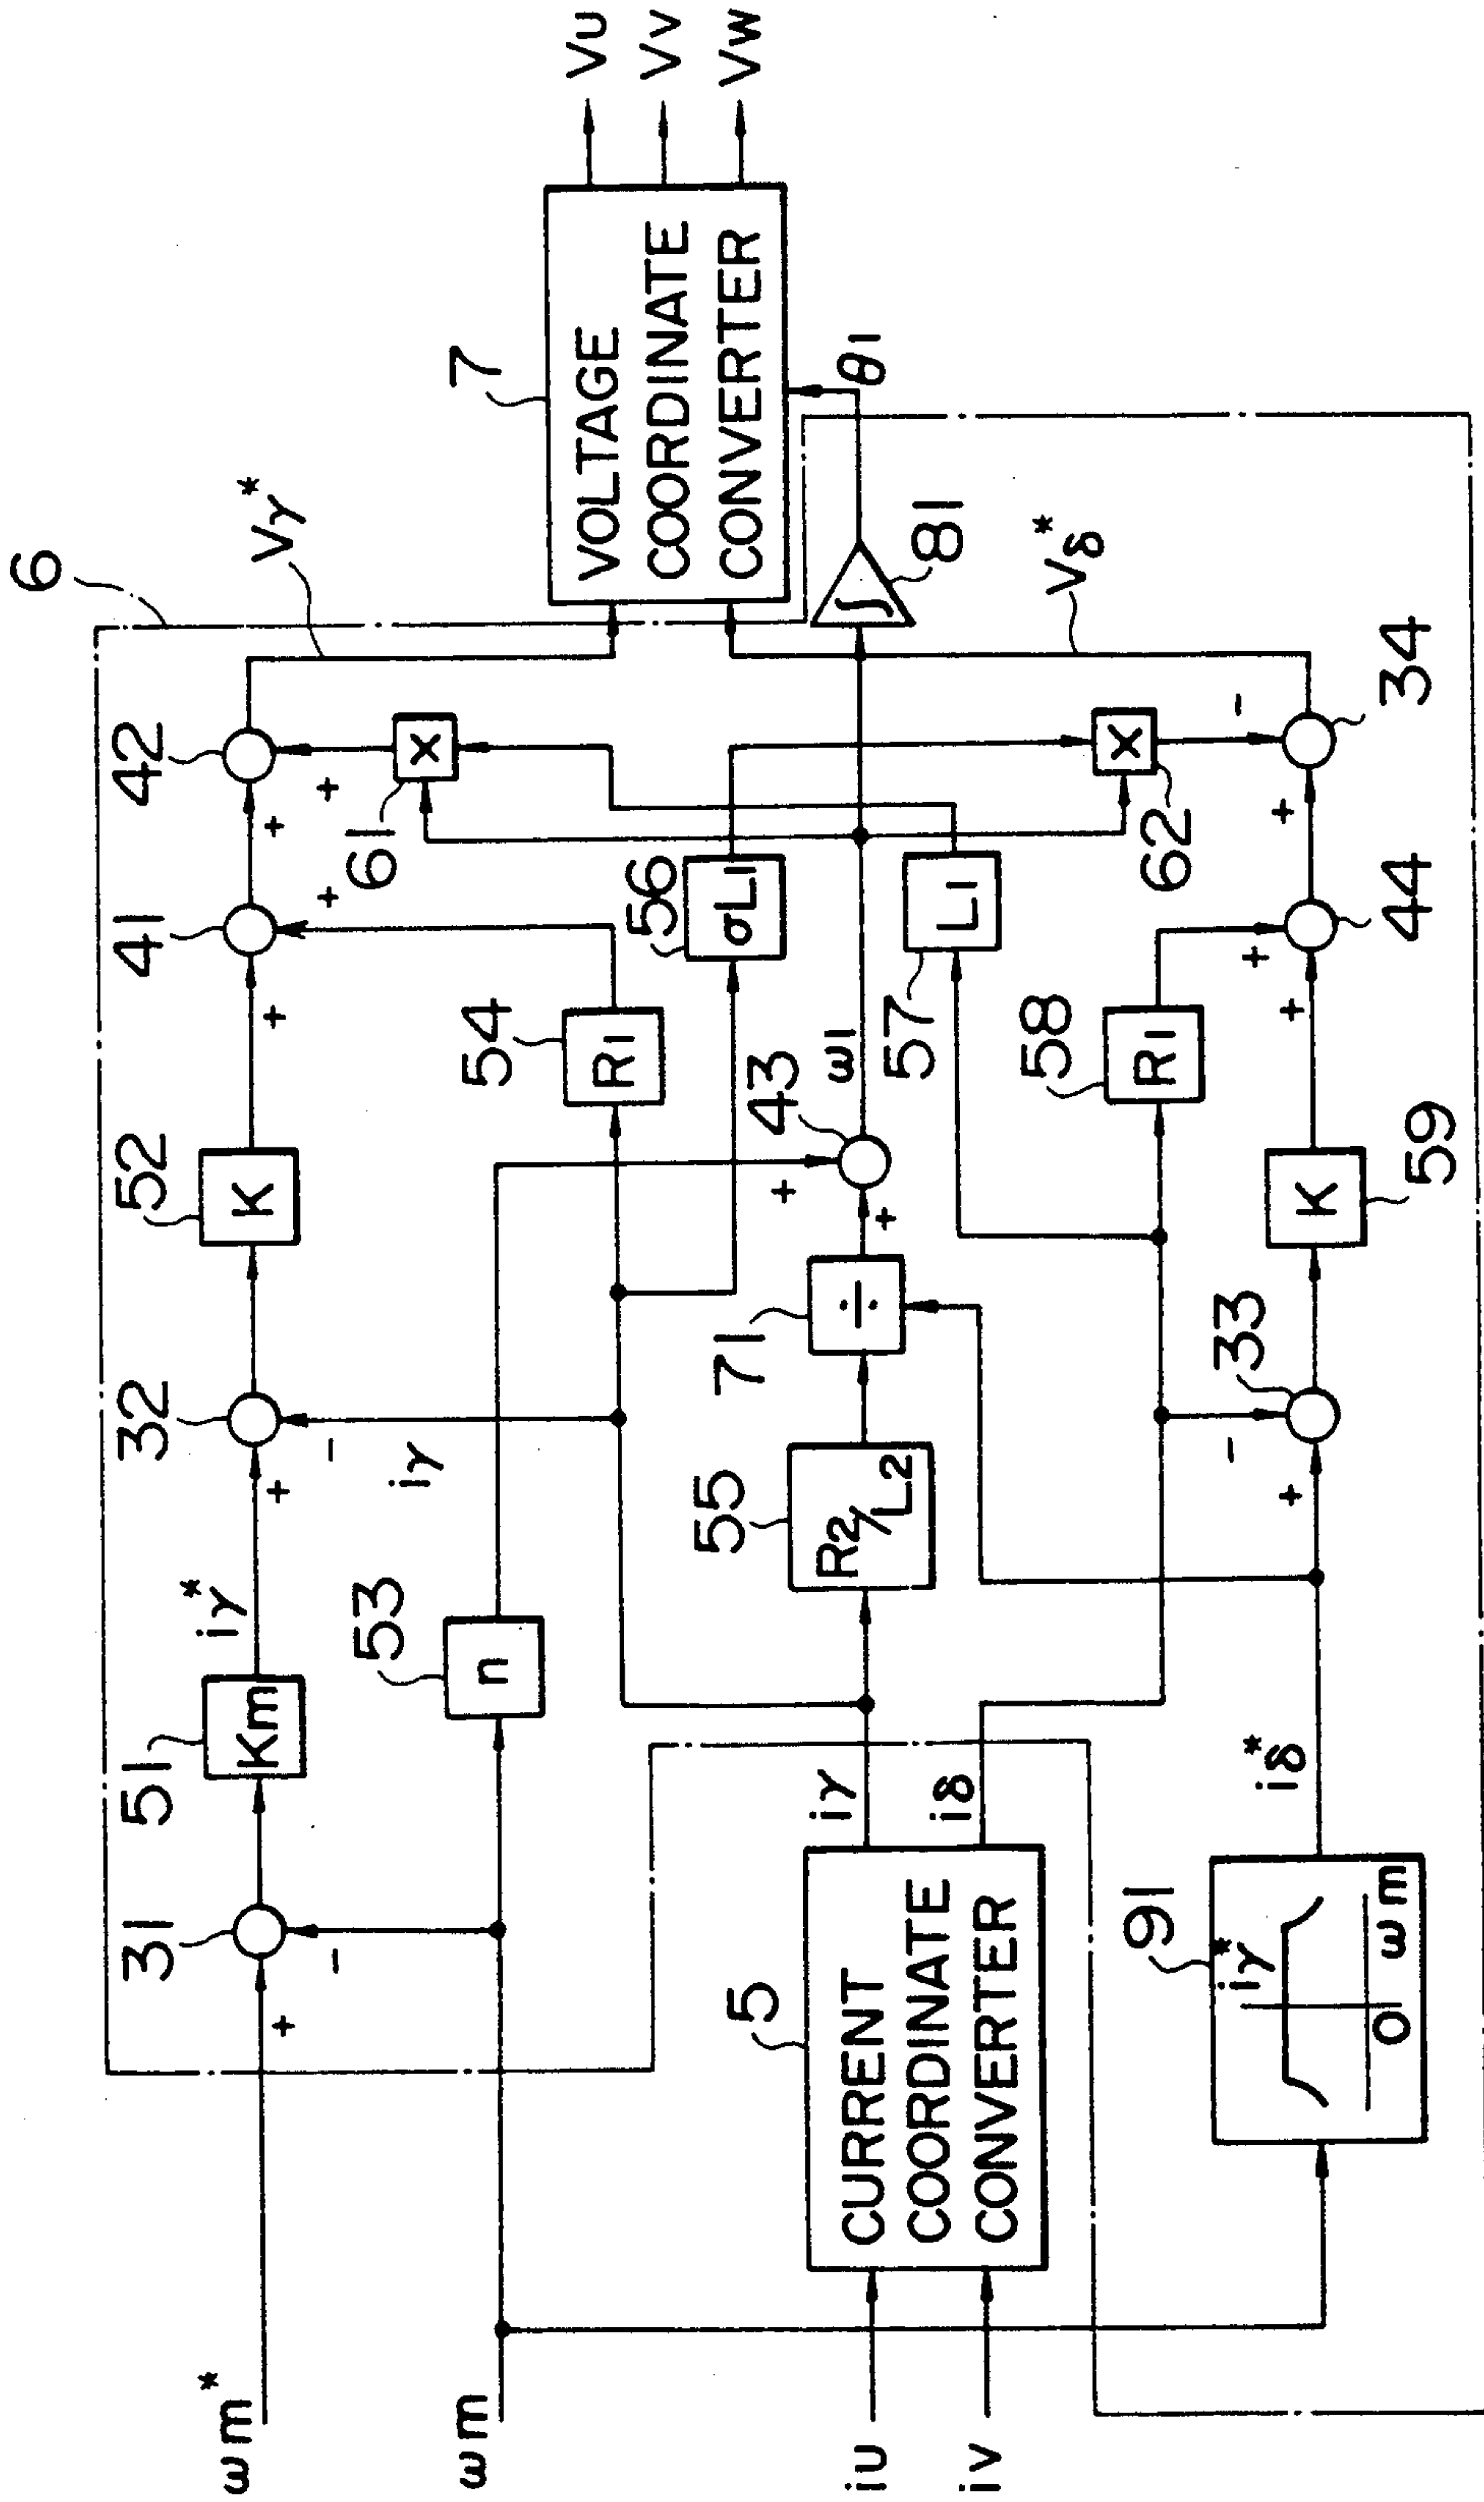 6
Vγ*
42
41
52
32
iγ*
51
31
ωm*
+
+
+
+
+
+
-
-
K
Km
X
61
54
R1
iγ
53
n
ωm
7
VOLTAGE
COORDINATE
CONVERTER
Vu
Vv
Vw
θ1
∫
81
56
σL1
43
ω1
+
+
71
÷
55
R2/L2
57
L1
iγ
iδ
5
CURRENT
COORDINATE
CONVERTER
iu
iv
Vδ*
X
62
58
R1
34
-
+
44
+
+
59
K
33
-
+
iδ*
91
iγ*
0
ωm